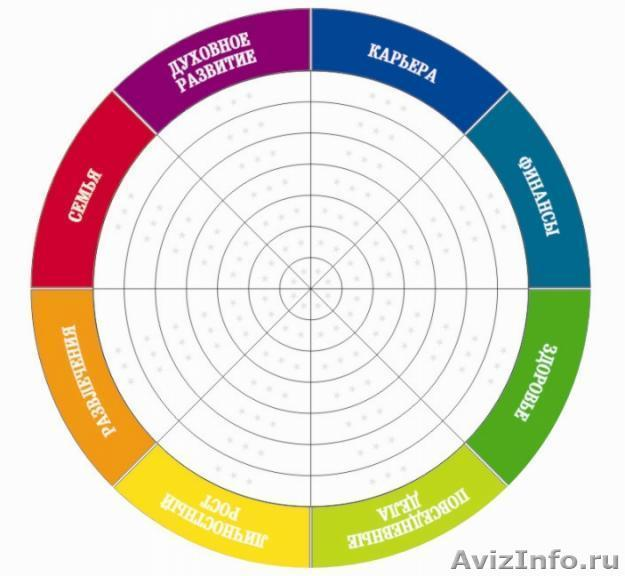 КАРЬЕРА
ФИНАНСЫ
ЗДОРОВЬЕ
ПОВСЕДНЕВНЫЕ
ДЕЛА
ЛИЧНОСТНЫЙ
РОСТ
РАЗВЛЕЧЕНИЯ
СЕМЬЯ
ДУХОВНОЕ
РАЗВИТИЕ
AvizInfo.ru